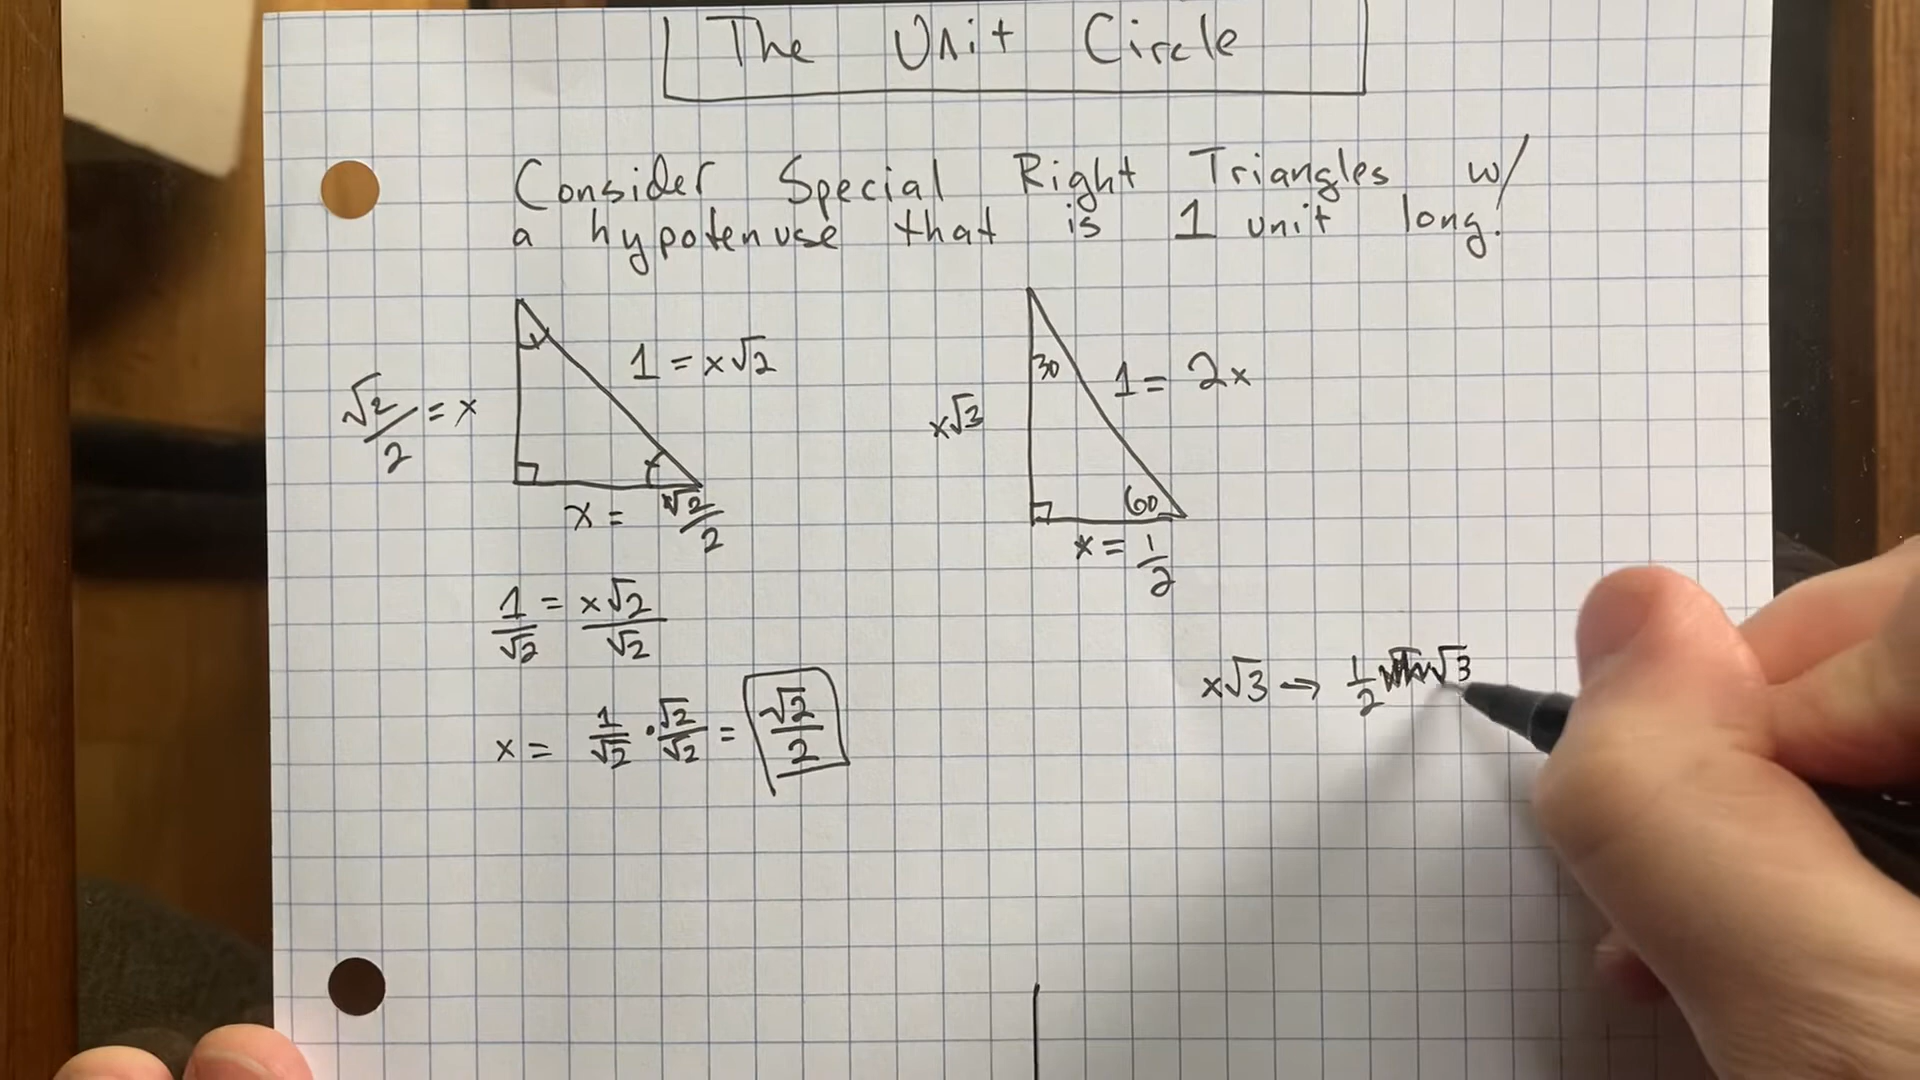 The Unit Circle
Consider Special Right Triangles w/
a hypotenuse that is 1 unit long.
1 = x√2
√2/2 = x
x = √2/2
30
1 = 2x
x√3
60
x = 1/2
1/√2 = x√2/√2
x = 1/√2 · √2/√2 = √2/2
x√3 → 1/2 √3